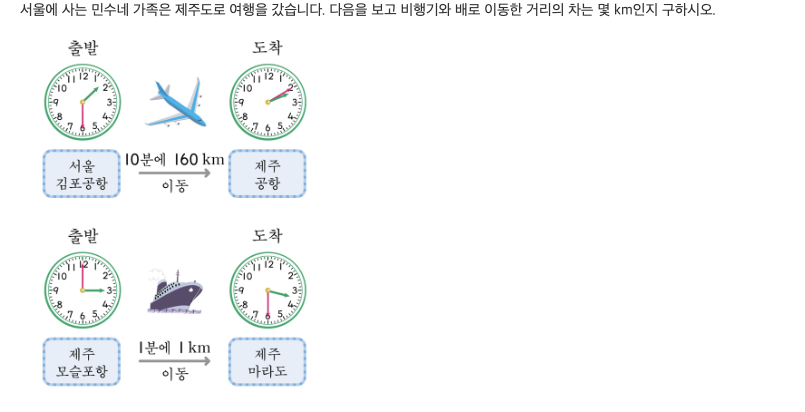 서울에 사는 민수네 가족은 제주도로 여행을 갔습니다. 다음을 보고 비행기와 배로 이동한 거리의 차는 몇 km인지 구하시오.
출발 도착
12 1 2 3 4 5 6 7 8 9 10 11
12 1 2 3 4 5 6 7 8 9 10 11
10분에 160 km
서울 김포공항
이동
제주 공항
출발 도착
12 1 2 3 4 5 6 7 8 9 10 11
12 1 2 3 4 5 6 7 8 9 10 11
1분에 1 km
제주 모슬포항
이동
제주 마라도